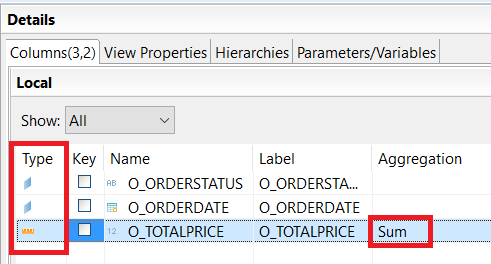 Details
Columns(3,2) View Properties Hierarchies Parameters/Variables
Local
Show: All
Type Key Name Label Aggregation
AB O_ORDERSTATUS O_ORDERSTA...
O_ORDERDATE O_ORDERDATE
12 O_TOTALPRICE O_TOTALPRICE Sum